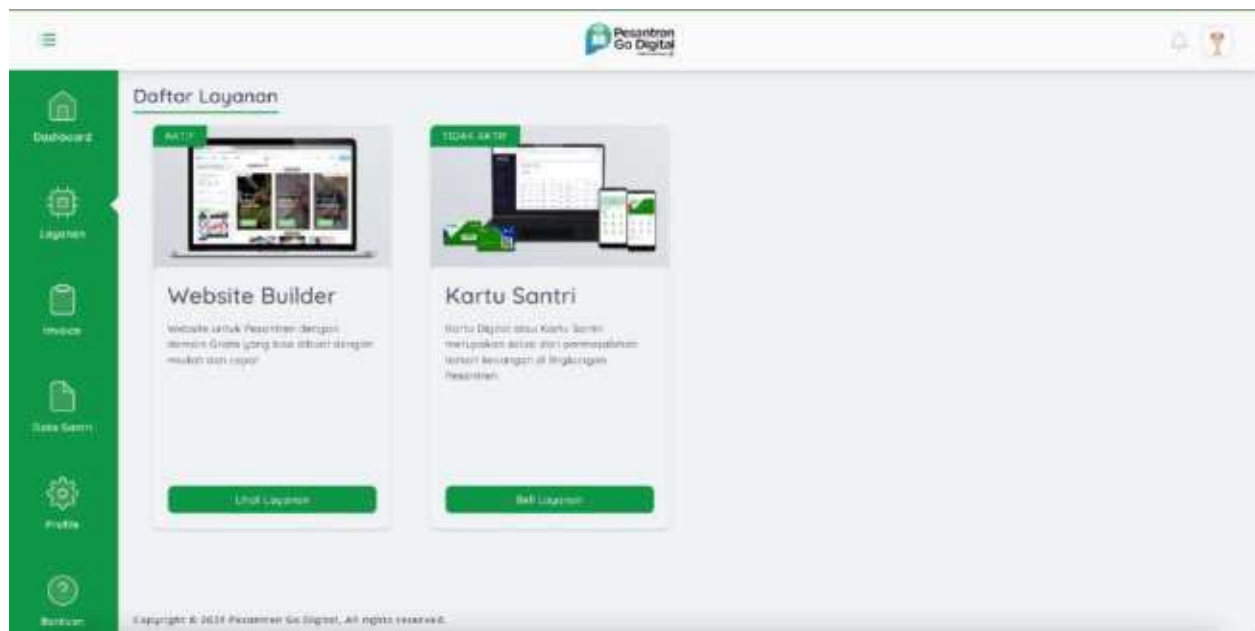 Pesantren
Go Digital
Dashboard
Layanan
Invoice
Data Santri
Profile
Bantuan
Daftar Layanan
AKTIF
Website Builder
Website untuk Pesantren dengan
domain Gratis yang bisa dibuat dengan
mudah dan cepat
Lihat Layanan
TIDAK AKTIF
Kartu Santri
Kartu Digital atau Kartu Santri
merupakan solusi dari permasalahan
terkait keuangan di lingkungan
Pesantren
Beli Layanan
Copyright © Pesantren Go Digital, All rights reserved.